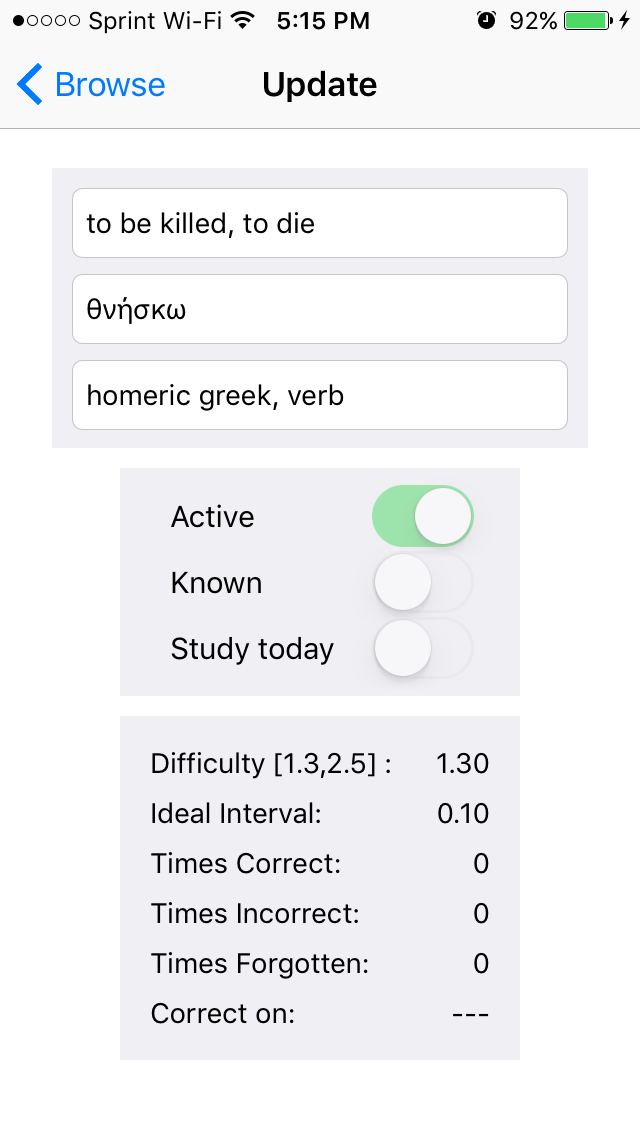 Sprint Wi-Fi 5:15 PM 92%
Browse Update
to be killed, to die
θνήσκω
homeric greek, verb
Active
Known
Study today
Difficulty [1.3,2.5] : 1.30
Ideal Interval: 0.10
Times Correct: 0
Times Incorrect: 0
Times Forgotten: 0
Correct on: ---